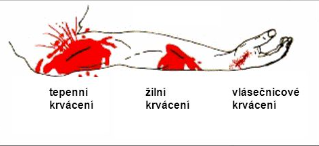 tepenní žilní vlásečnicové
krvácení krvácení krvácení